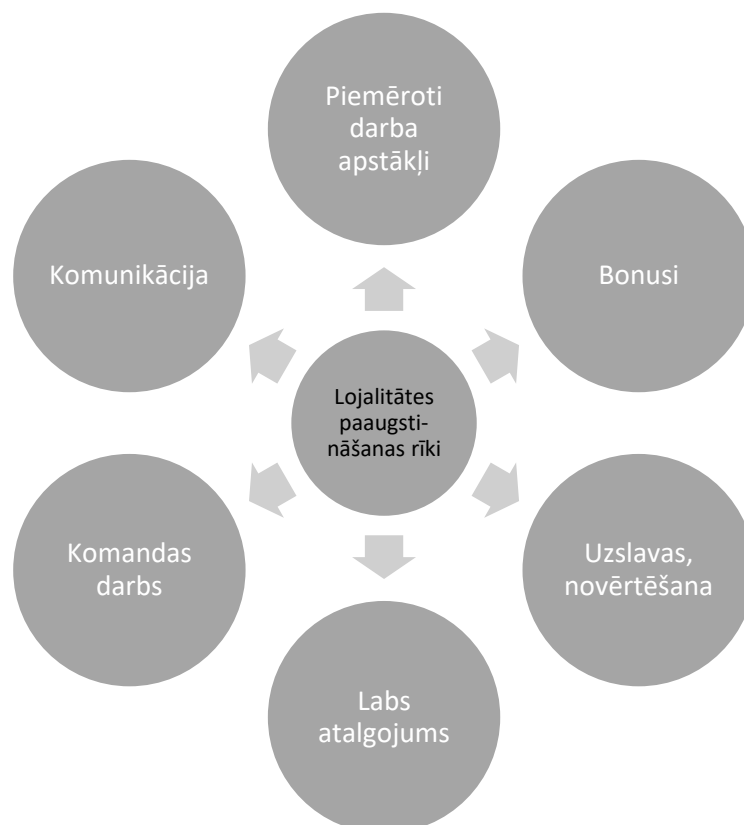 Piemēroti
darba
apstākļi
Komunikācija
Bonusi
Lojalitātes
paaugsti-
nāšanas rīki
Komandas
darbs
Uzslavas,
novērtēšana
Labs
atalgojums